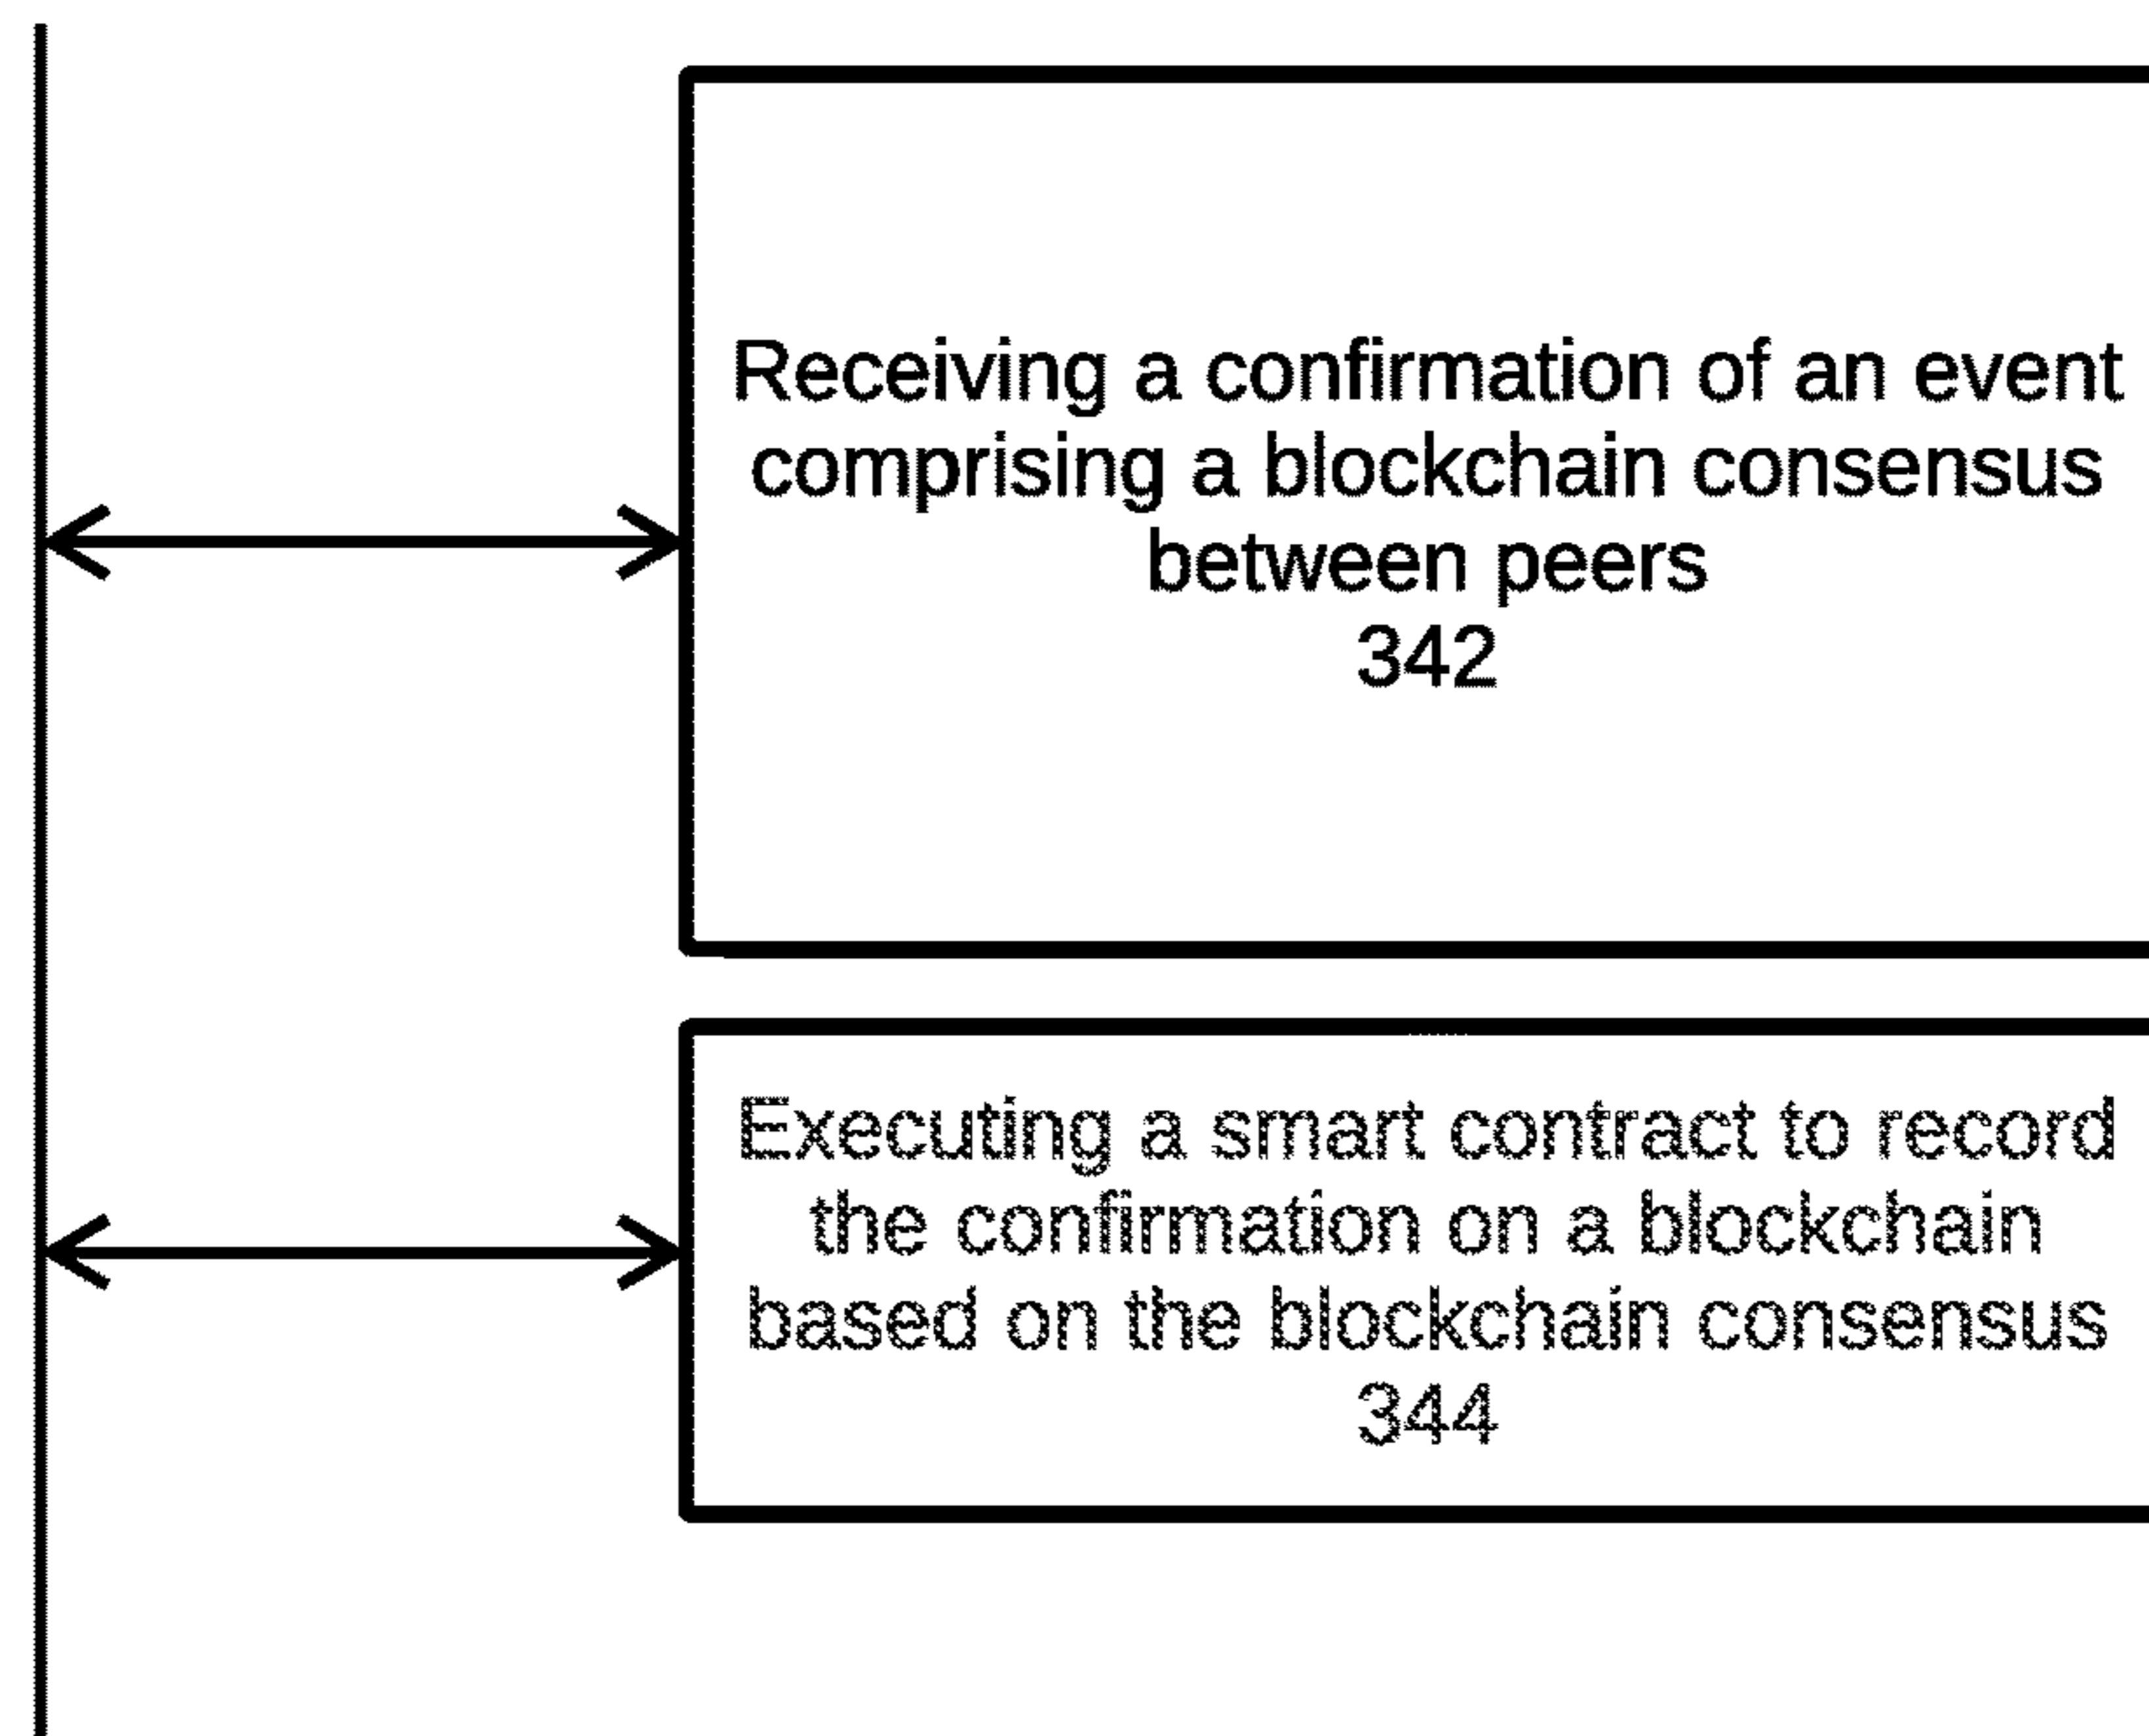 Receiving a confirmation of an event
comprising a blockchain consensus
between peers
342
Executing a smart contract to record
the confirmation on a blockchain
based on the blockchain consensus
344